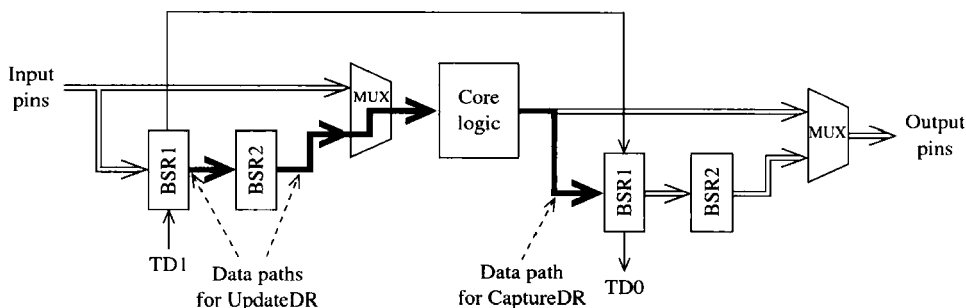 Input
pins
MUX
Core
logic
MUX
Output
pins
BSR1
BSR2
BSR1
BSR2
TD1
Data paths
for UpdateDR
Data path
for CaptureDR
TD0